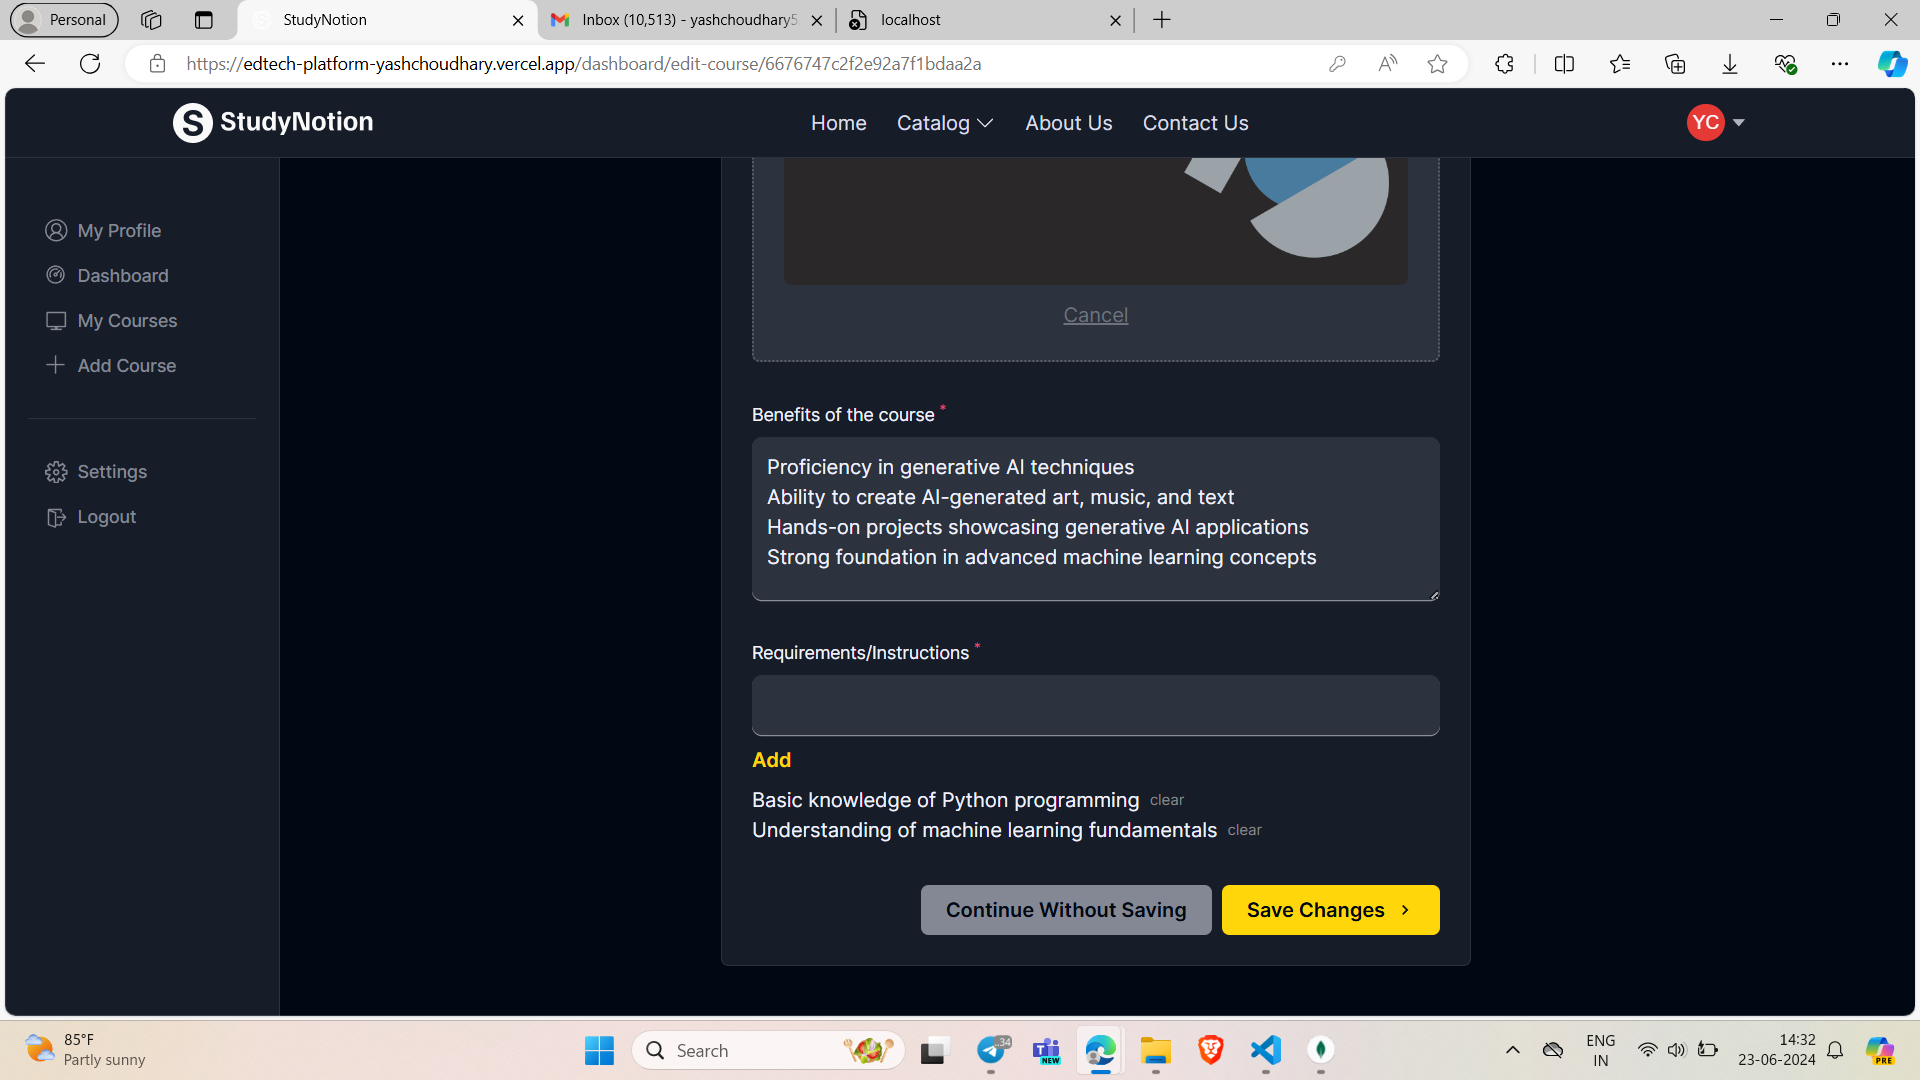 Personal
StudyNotion
Inbox (10,513) - yashchoudhary5
localhost
https://edtech-platform-yashchoudhary.vercel.app/dashboard/edit-course/6676747c2f2e92a7f1bdaa2a
S StudyNotion
Home
Catalog
About Us
Contact Us
YC
My Profile
Dashboard
My Courses
Add Course
Settings
Logout
Cancel
Benefits of the course *
Proficiency in generative AI techniques
Ability to create AI-generated art, music, and text
Hands-on projects showcasing generative AI applications
Strong foundation in advanced machine learning concepts
Requirements/Instructions *
Add
Basic knowledge of Python programming clear
Understanding of machine learning fundamentals clear
Continue Without Saving
Save Changes
85°F
Partly sunny
Search
..34
NEW
ENG
IN
14:32
23-06-2024
PRE